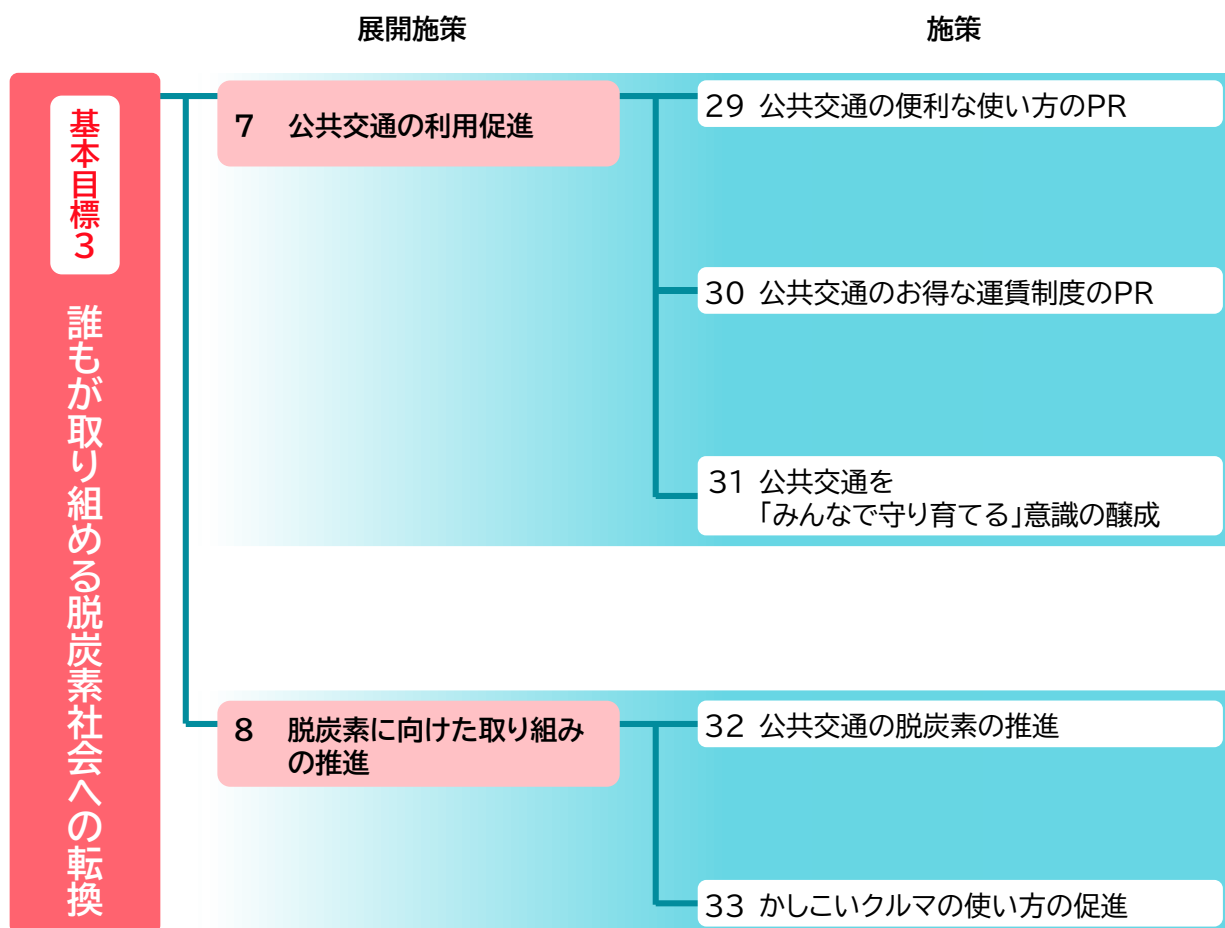 展開施策
施策
基本目標3
誰もが取り組める脱炭素社会への転換
7 公共交通の利用促進
29 公共交通の便利な使い方のPR
30 公共交通のお得な運賃制度のPR
31 公共交通を
「みんなで守り育てる」意識の醸成
8 脱炭素に向けた取り組み
の推進
32 公共交通の脱炭素の推進
33 かしこいクルマの使い方の促進